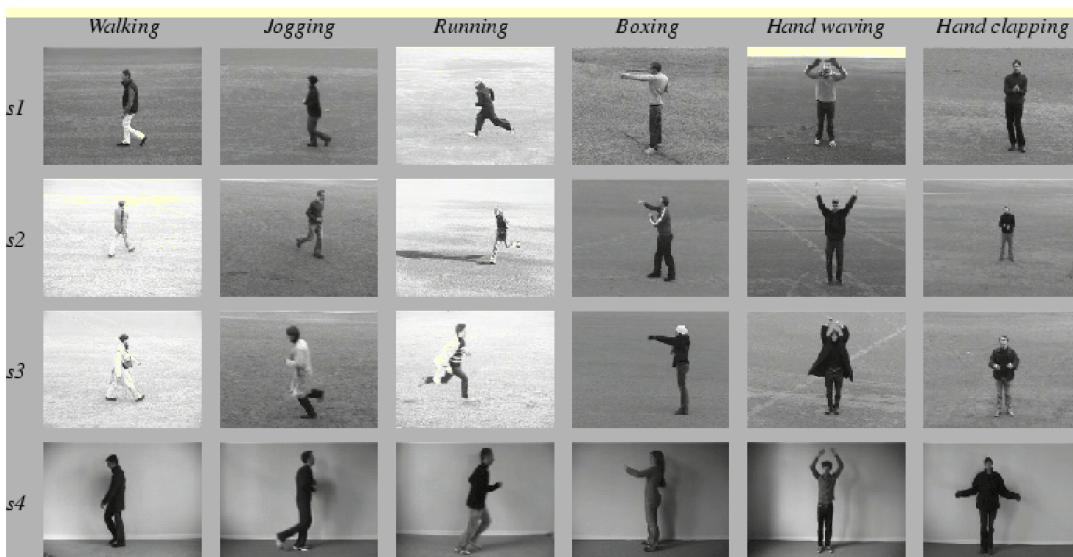 Walking Jogging Running Boxing Hand waving Hand clapping
s1
s2
s3
s4